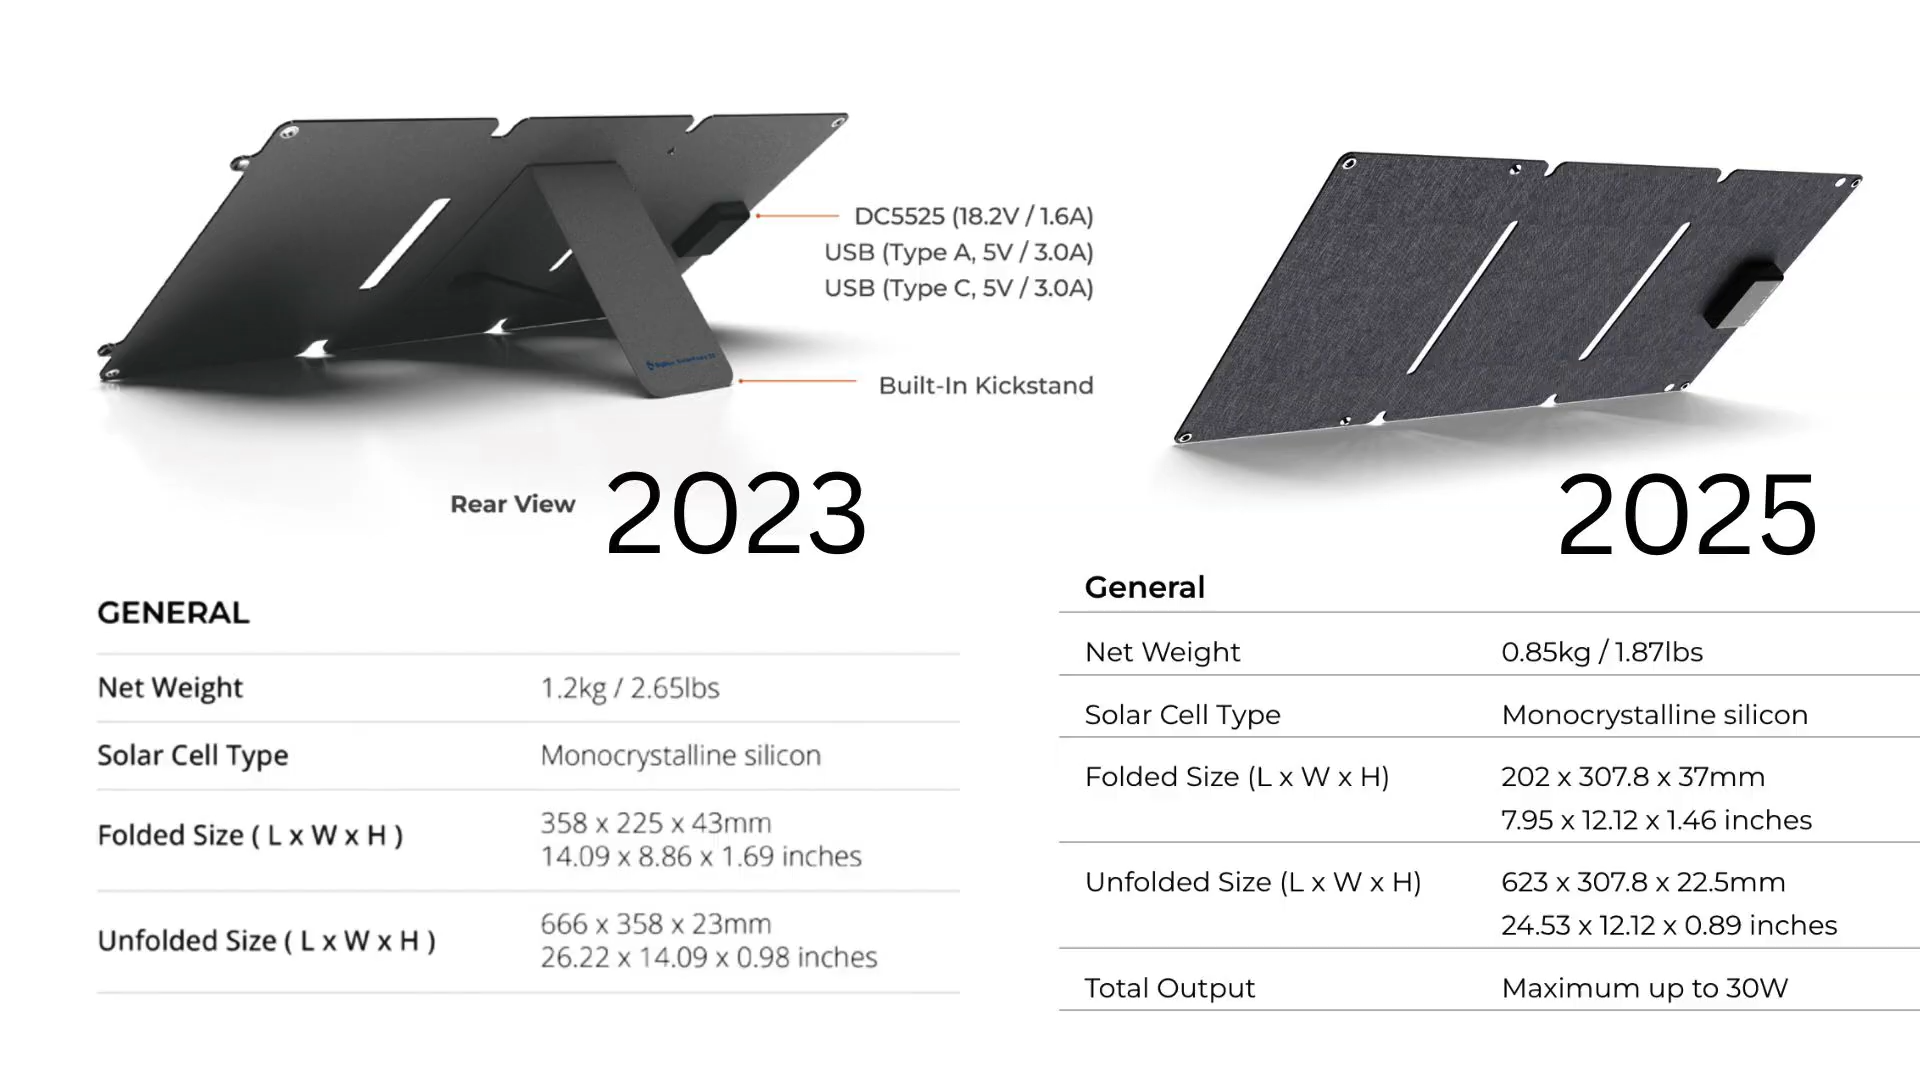 DC5525 (18.2V / 1.6A)
USB (Type A, 5V / 3.0A)
USB (Type C, 5V / 3.0A)
Built-In Kickstand
Rear View
2023
GENERAL
Net Weight 1.2kg / 2.65lbs
Solar Cell Type Monocrystalline silicon
Folded Size ( L x W x H ) 358 x 225 x 43mm
14.09 x 8.86 x 1.69 inches
Unfolded Size ( L x W x H ) 666 x 358 x 23mm
26.22 x 14.09 x 0.98 inches
2025
General
Net Weight 0.85kg / 1.87lbs
Solar Cell Type Monocrystalline silicon
Folded Size (L x W x H) 202 x 307.8 x 37mm
7.95 x 12.12 x 1.46 inches
Unfolded Size (L x W x H) 623 x 307.8 x 22.5mm
24.53 x 12.12 x 0.89 inches
Total Output Maximum up to 30W